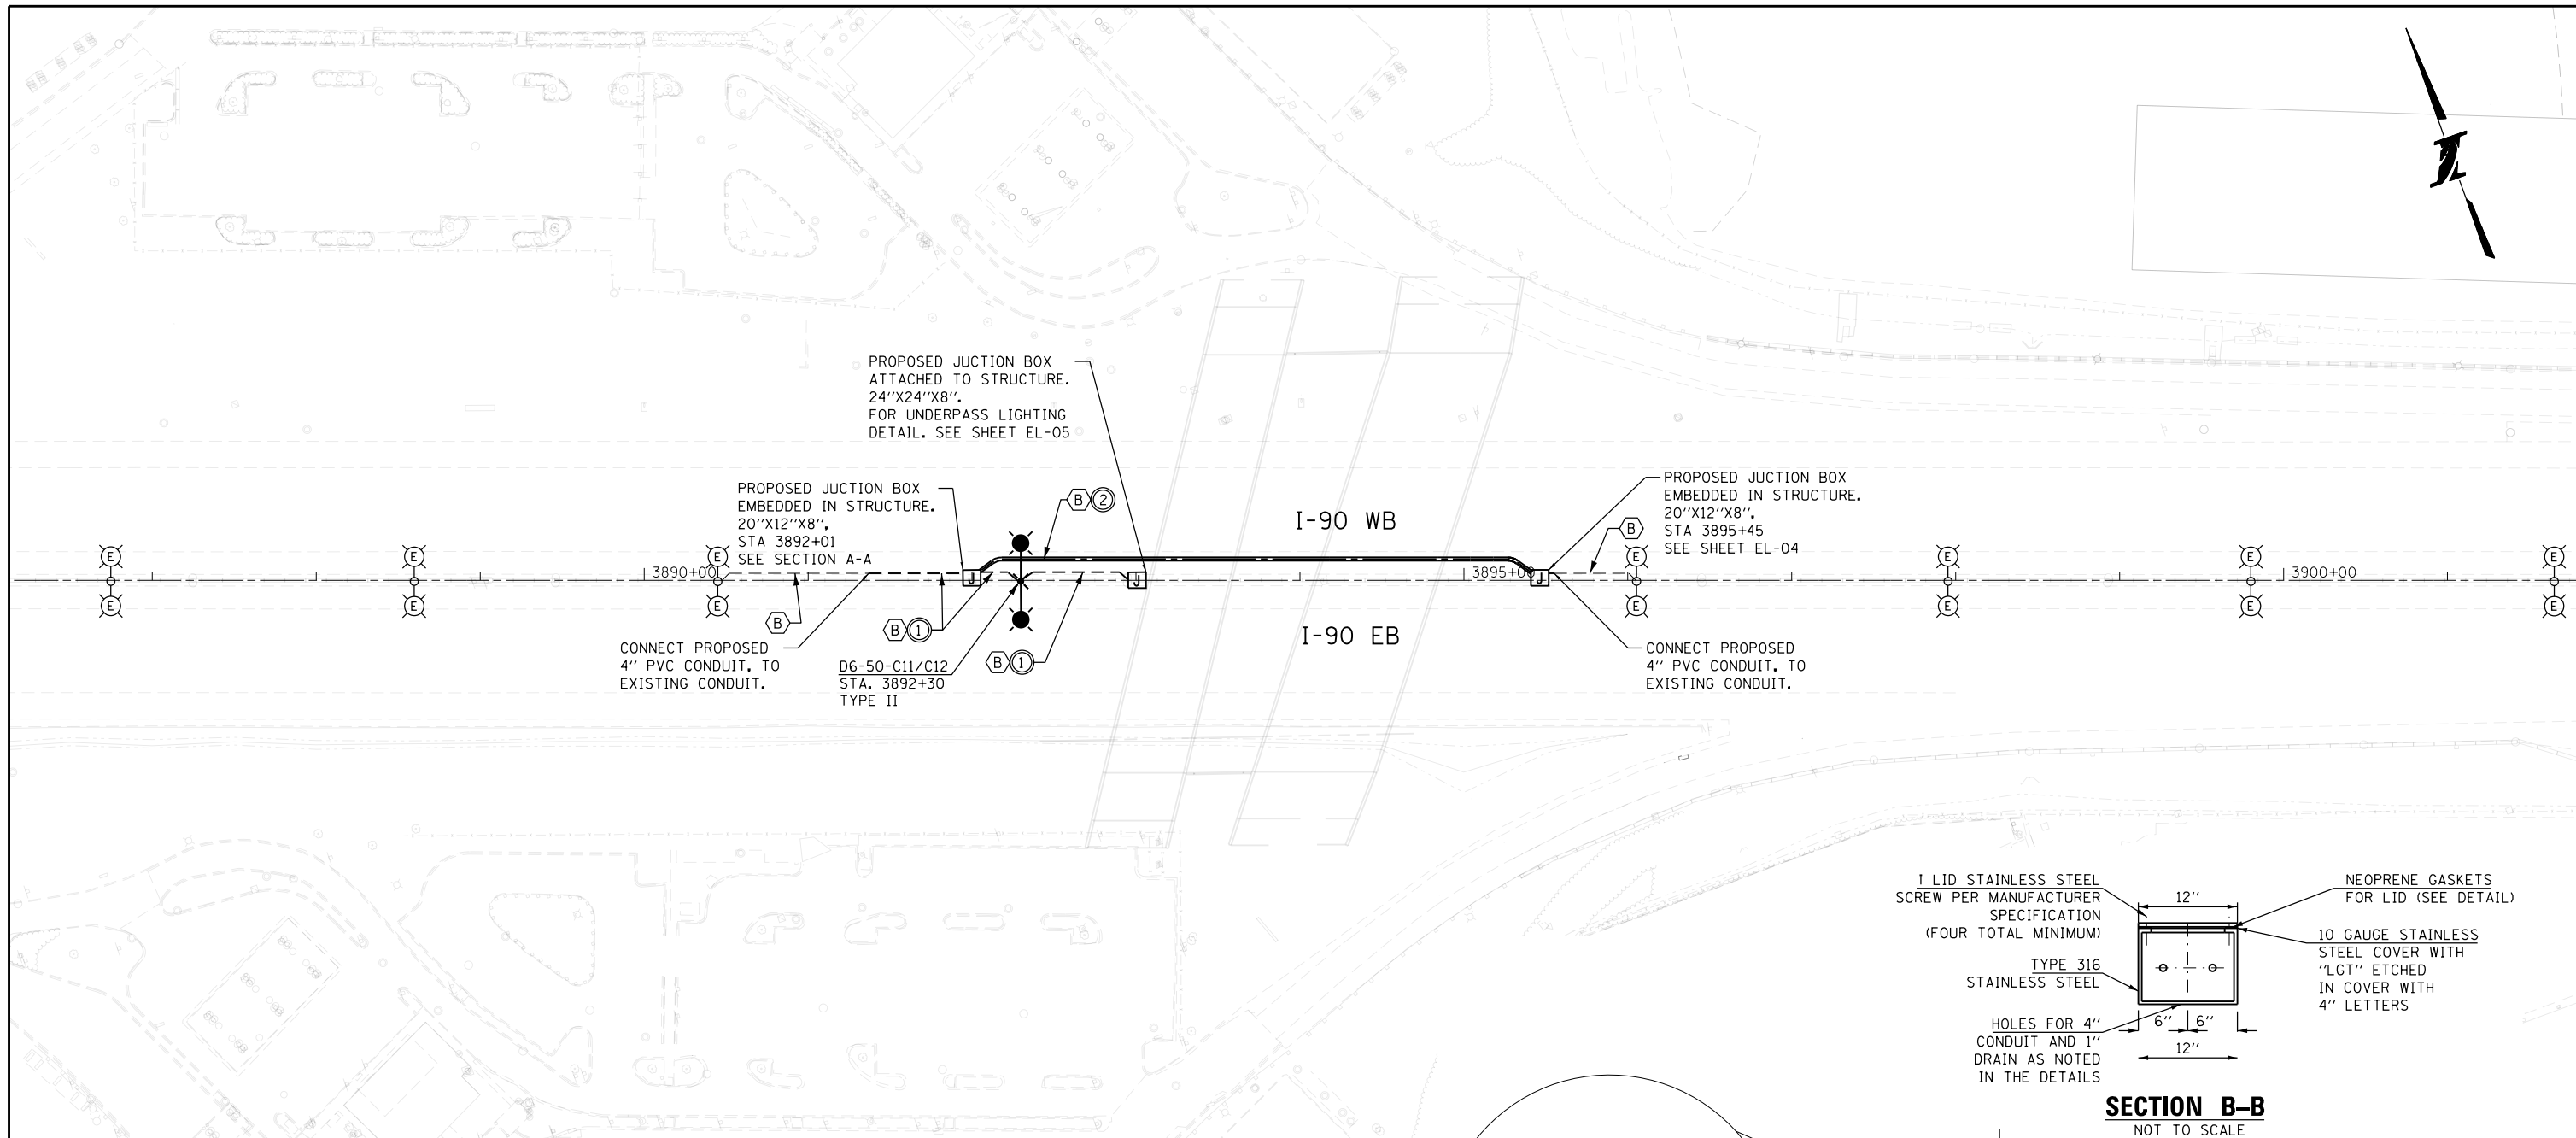 PROPOSED JUCTION BOX
ATTACHED TO STRUCTURE.
24"X24"X8",
FOR UNDERPASS LIGHTING
DETAIL. SEE SHEET EL-05
PROPOSED JUCTION BOX
EMBEDDED IN STRUCTURE.
20"X12"X8",
STA 3892+01
SEE SECTION A-A
B 2
I-90 WB
PROPOSED JUCTION BOX
EMBEDDED IN STRUCTURE.
20"X12"X8",
STA 3895+45
SEE SHEET EL-04
B
E
E
E
E
E
E
E
3890+00
3895+00
3900+00
J
J
J
E
E
E
E
E
E
E
B
B 1
B 1
I-90 EB
CONNECT PROPOSED
4" PVC CONDUIT, TO
EXISTING CONDUIT.
D6-50-C11/C12
STA. 3892+30
TYPE II
CONNECT PROPOSED
4" PVC CONDUIT, TO
EXISTING CONDUIT.
LID STAINLESS STEEL
SCREW PER MANUFACTURER
SPECIFICATION
(FOUR TOTAL MINIMUM)
TYPE 316
STAINLESS STEEL
HOLES FOR 4"
CONDUIT AND 1"
DRAIN AS NOTED
IN THE DETAILS
12"
6" 6"
12"
NEOPRENE GASKETS
FOR LID (SEE DETAIL)
10 GAUGE STAINLESS
STEEL COVER WITH
"LGT" ETCHED
IN COVER WITH
4" LETTERS
SECTION B-B
NOT TO SCALE